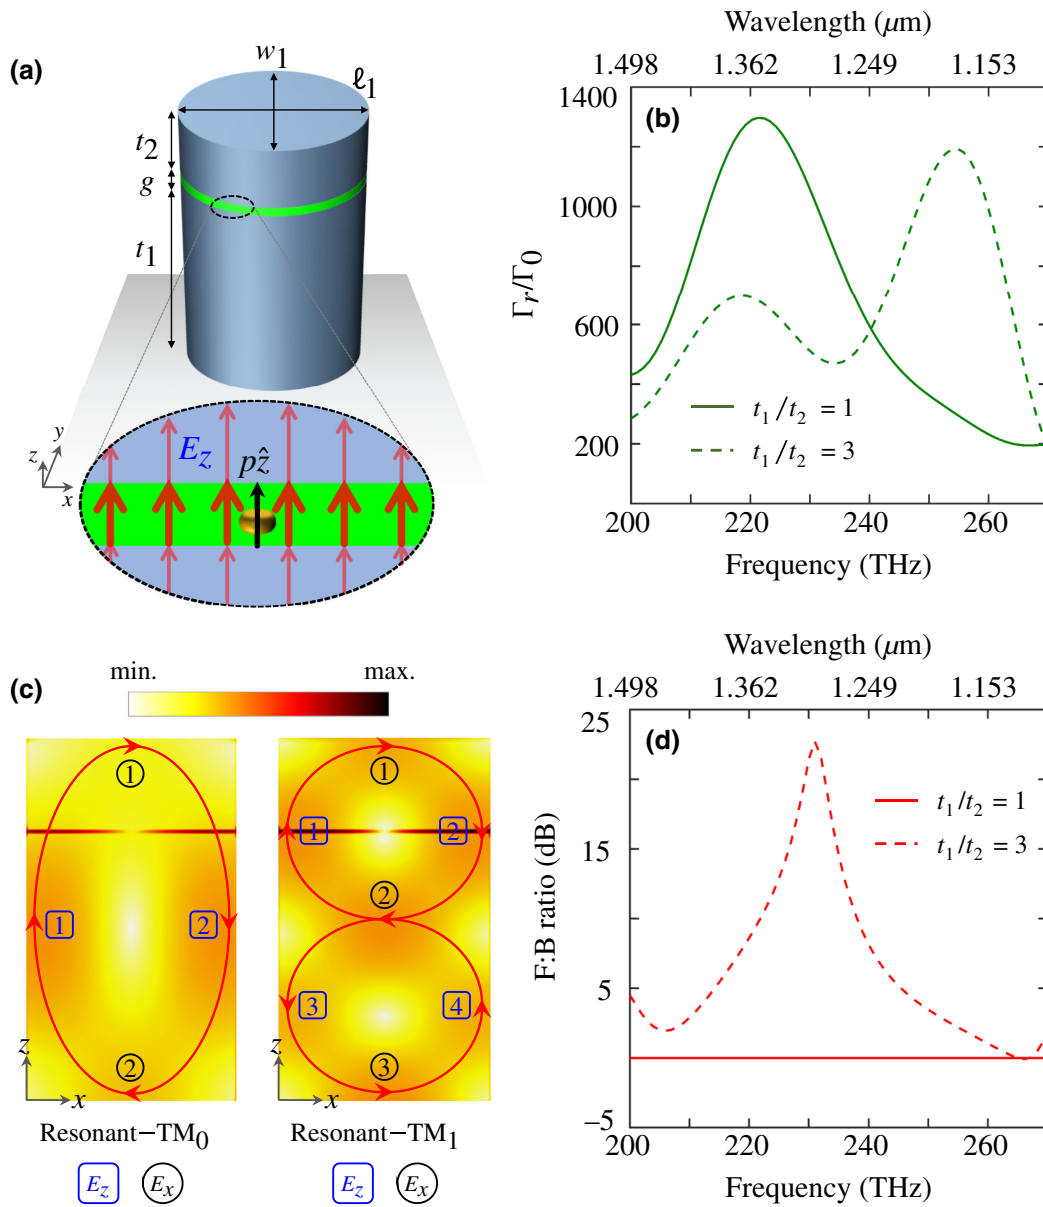 (a)
w1
ℓ1
t2
g
t1
y
z
x
Ez
pẑ
Wavelength (μm)
1.498 1.362 1.249 1.153
(b)
1400
1000
600
200
Γr/Γ0
t1/t2 = 1
t1/t2 = 3
200 220 240 260
Frequency (THz)
(c)
min. max.
1
1 2
2
z
x
Resonant−TM0
Ez Ex
1
1 2
2
3 4
3
z
x
Resonant−TM1
Ez Ex
Wavelength (μm)
1.498 1.362 1.249 1.153
(d)
25
15
5
−5
F:B ratio (dB)
t1/t2 = 1
t1/t2 = 3
200 220 240 260
Frequency (THz)